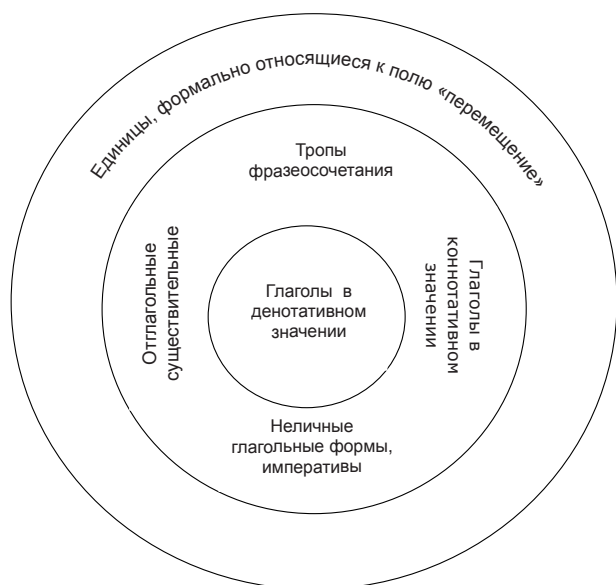 Единицы, формально относящиеся к полю «перемещение»
Тропы
фразеосочетания
Отглагольные
существительные
Глаголы в
денотативном
значении
Глаголы в
коннотативном
значении
Неличные
глагольные формы,
императивы